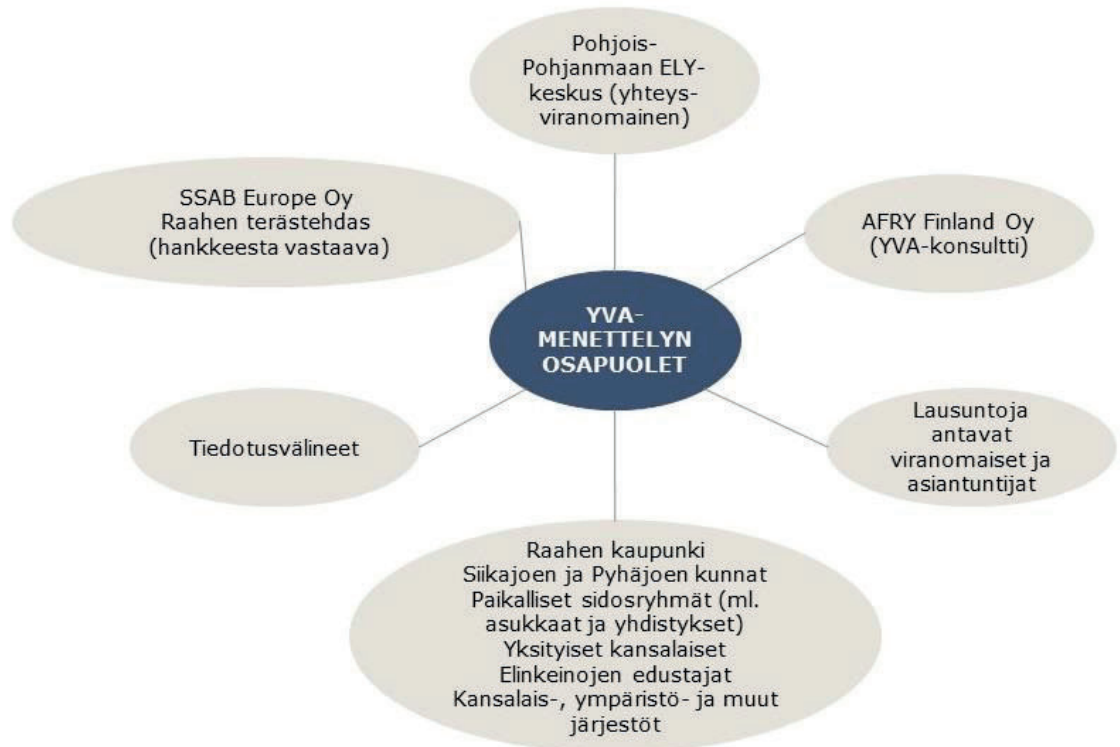 Pohjois-
Pohjanmaan ELY-
keskus (yhteys-
viranomainen)
SSAB Europe Oy
Raahen terästehdas
(hankkeesta vastaava)
AFRY Finland Oy
(YVA-konsultti)
YVA-
MENETTELYN
OSAPUOLET
Tiedotusvälineet
Lausuntoja
antavat
viranomaiset ja
asiantuntijat
Raahen kaupunki
Siikajoen ja Pyhäjoen kunnat
Paikalliset sidosryhmät (ml.
asukkaat ja yhdistykset)
Yksityiset kansalaiset
Elinkeinojen edustajat
Kansalais-, ympäristö- ja muut
järjestöt